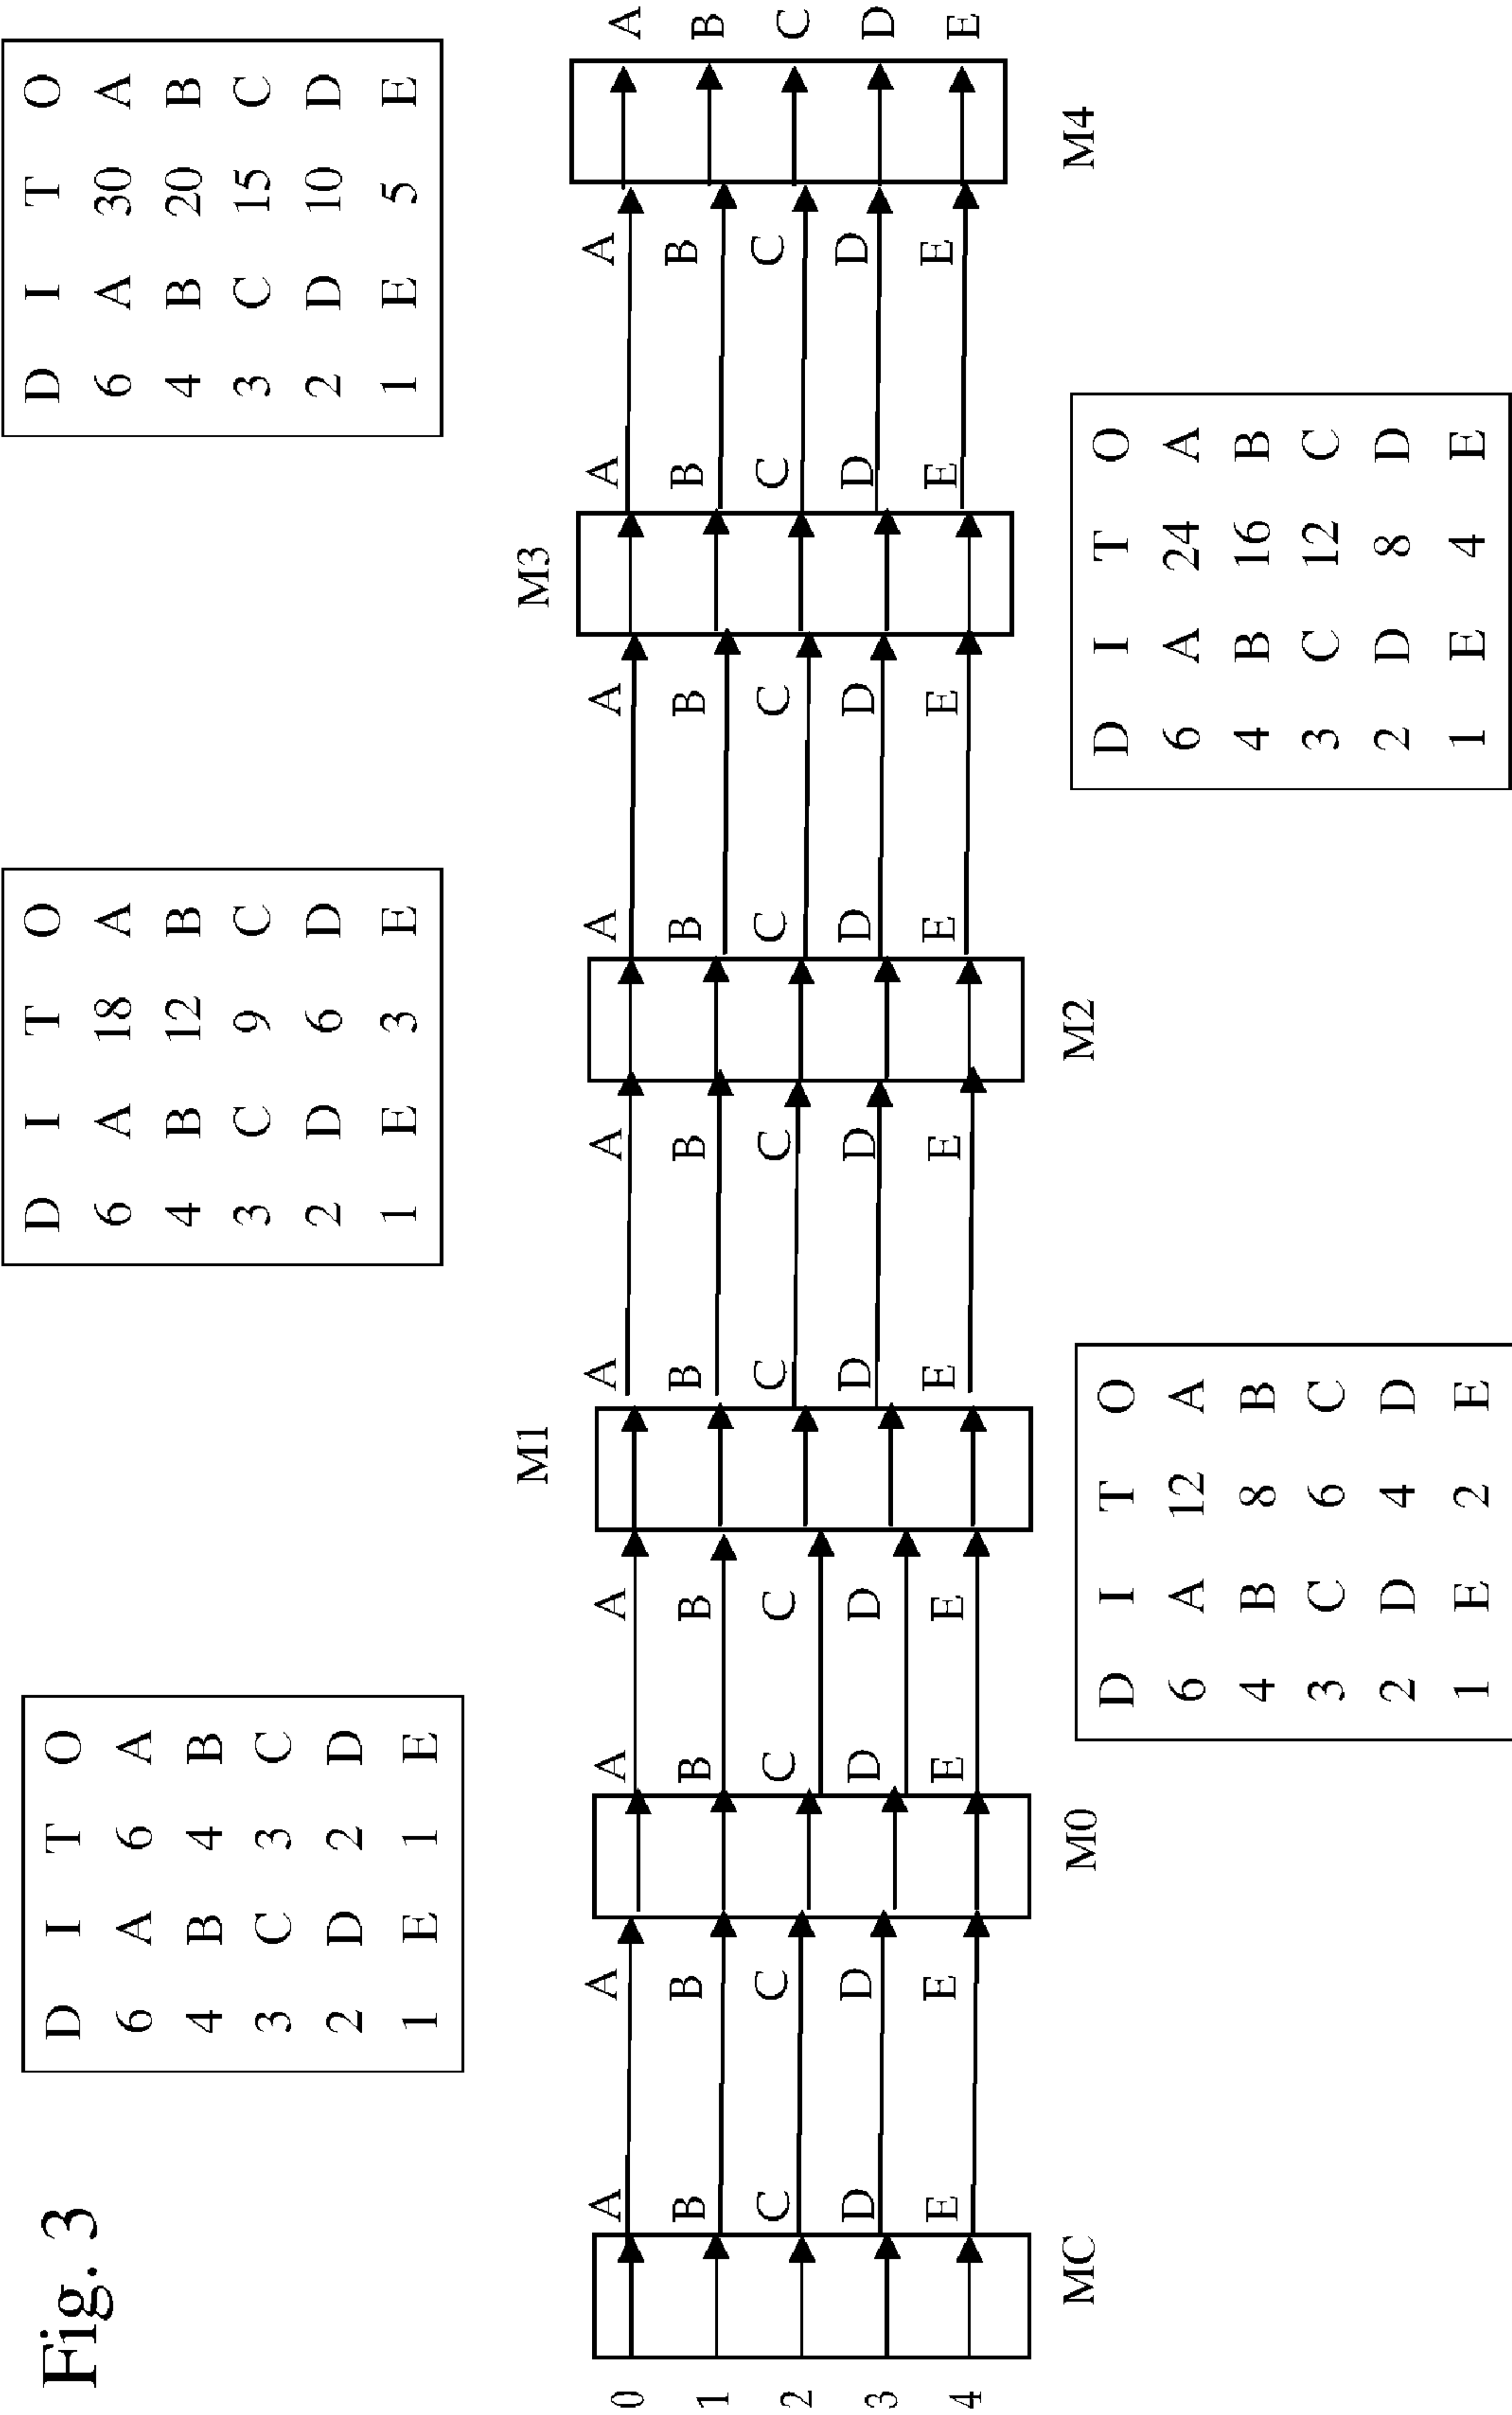 Fig. 3
D I T O
6 A 6 A
4 B 4 B
3 C 3 C
2 D 2 D
1 E 1 E
D I T O
6 A 18 A
4 B 12 B
3 C 9 C
2 D 6 D
1 E 3 E
D I T O
6 A 30 A
4 B 20 B
3 C 15 C
2 D 10 D
1 E 5 E
M1 M3
0 A A A A A A A A A A A
1 B B B B B B B B B B B
2 C C C C C C C C C C C
3 D D D D D D D D D D D
4 E E E E E E E E E E E
MC M0 M2 M4
D I T O
6 A 12 A
4 B 8 B
3 C 6 C
2 D 4 D
1 E 2 E
D I T O
6 A 24 A
4 B 16 B
3 C 12 C
2 D 8 D
1 E 4 E